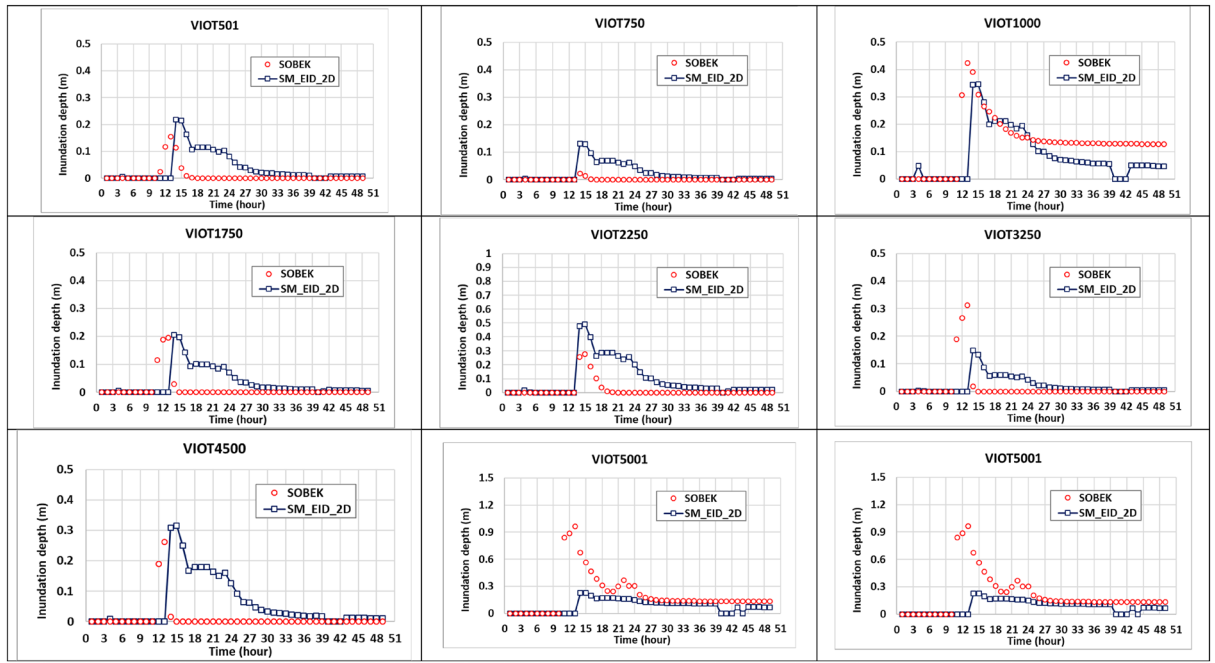 VIOT501
0.5
0.4
0.3
0.2
0.1
0
Inundation depth (m)
SOBEK
SM_EID_2D
0 3 6 9 12 15 18 21 24 27 30 33 36 39 42 45 48 51
Time (hour)
VIOT750
0.5
0.4
0.3
0.2
0.1
0
Inundation depth (m)
SOBEK
SM_EID_2D
0 3 6 9 12 15 18 21 24 27 30 33 36 39 42 45 48 51
Time (hour)
VIOT1000
0.5
0.4
0.3
0.2
0.1
0
Inundation depth (m)
SOBEK
SM_EID_2D
0 3 6 9 12 15 18 21 24 27 30 33 36 39 42 45 48 51
Time (hour)
VIOT1750
0.5
0.4
0.3
0.2
0.1
0
Inundation depth (m)
SOBEK
SM_EID_2D
0 3 6 9 12 15 18 21 24 27 30 33 36 39 42 45 48 51
Time (hour)
VIOT2250
1
0.9
0.8
0.7
0.6
0.5
0.4
0.3
0.2
0.1
0
Inundation depth (m)
SOBEK
SM_EID_2D
0 3 6 9 12 15 18 21 24 27 30 33 36 39 42 45 48 51
Time (hour)
VIOT3250
0.5
0.4
0.3
0.2
0.1
0
Inundation depth (m)
SOBEK
SM_EID_2D
0 3 6 9 12 15 18 21 24 27 30 33 36 39 42 45 48 51
Time (hour)
VIOT4500
0.5
0.4
0.3
0.2
0.1
0
Inundation depth (m)
SOBEK
SM_EID_2D
0 3 6 9 12 15 18 21 24 27 30 33 36 39 42 45 48 51
Time (hour)
VIOT5001
1.5
1.2
0.9
0.6
0.3
0
Inundation depth (m)
SOBEK
SM_EID_2D
0 3 6 9 12 15 18 21 24 27 30 33 36 39 42 45 48 51
Time (hour)
VIOT5001
1.5
1.2
0.9
0.6
0.3
0
Inundation depth (m)
SOBEK
SM_EID_2D
0 3 6 9 12 15 18 21 24 27 30 33 36 39 42 45 48 51
Time (hour)